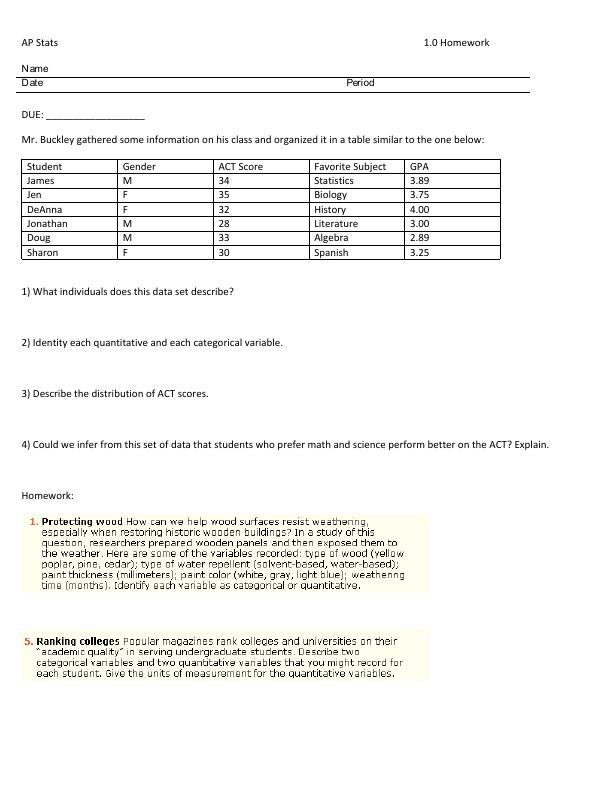 AP Stats 1.0 Homework
Name
Date Period
DUE: __________________
Mr. Buckley gathered some information on his class and organized it in a table similar to the one below:
Student Gender ACT Score Favorite Subject GPA
James M 34 Statistics 3.89
Jen F 35 Biology 3.75
DeAnna F 32 History 4.00
Jonathan M 28 Literature 3.00
Doug M 33 Algebra 2.89
Sharon F 30 Spanish 3.25
1) What individuals does this data set describe?
2) Identity each quantitative and each categorical variable.
3) Describe the distribution of ACT scores.
4) Could we infer from this set of data that students who prefer math and science perform better on the ACT? Explain.
Homework:
1. Protecting wood How can we help wood surfaces resist weathering,
especially when restoring historic wooden buildings? In a study of this
question, researchers prepared wooden panels and then exposed them to
the weather. Here are some of the variables recorded: type of wood (yellow
poplar, pine, cedar); type of water repellent (solvent-based, water-based);
paint thickness (millimeters); paint color (white, gray, light blue); weathering
time (months). Identify each variable as categorical or quantitative.
5. Ranking colleges Popular magazines rank colleges and universities on their
"academic quality" in serving undergraduate students. Describe two
categorical variables and two quantitative variables that you might record for
each student. Give the units of measurement for the quantitative variables.